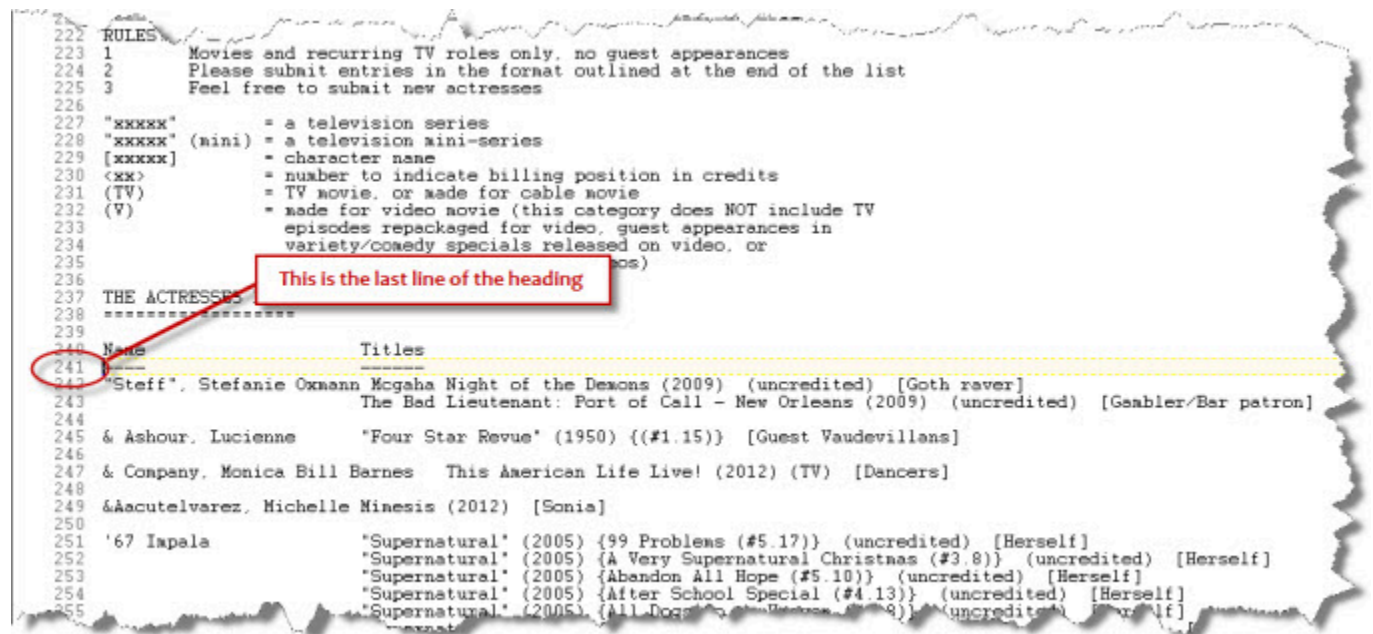 222 RULES
223 1 Movies and recurring TV roles only, no guest appearances
224 2 Please submit entries in the format outlined at the end of the list
225 3 Feel free to submit new actresses
226
227 "xxxxx" = a television series
228 "xxxxx" (mini) = a television mini-series
229 [xxxxx] = character name
230 <xx> = number to indicate billing position in credits
231 (TV) = TV movie, or made for cable movie
232 (V) = made for video movie (this category does NOT include TV
233 episodes repackaged for video, guest appearances in
234 variety/comedy specials released on video, or
235
236
This is the last line of the heading
237 THE ACTRESSES
238 ==================
239
240 Name Titles
241 ---- ------
242 "Steff", Stefanie Oxmann Mcgaha Night of the Demons (2009) (uncredited) [Goth raver]
243 The Bad Lieutenant: Port of Call - New Orleans (2009) (uncredited) [Gambler/Bar patron]
244
245 & Ashour, Lucienne "Four Star Revue" (1950) {(#1.15)} [Guest Vaudevillans]
246
247 & Company, Monica Bill Barnes This American Life Live! (2012) (TV) [Dancers]
248
249 &Aacutelvarez, Michelle Mimesis (2012) [Sonia]
250
251 '67 Impala "Supernatural" (2005) {99 Problems (#5.17)} (uncredited) [Herself]
252 "Supernatural" (2005) {A Very Supernatural Christmas (#3.8)} (uncredited) [Herself]
253 "Supernatural" (2005) {Abandon All Hope (#5.10)} (uncredited) [Herself]
254 "Supernatural" (2005) {After School Special (#4.13)} (uncredited) [Herself]
255 "Supernatural" (2005)